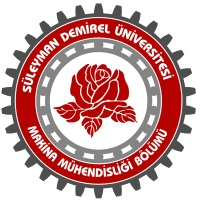 SÜLEYMAN DEMİREL ÜNİVERSİTESİ
MAKİNA MÜHENDİSLİĞİ BÖLÜMÜ